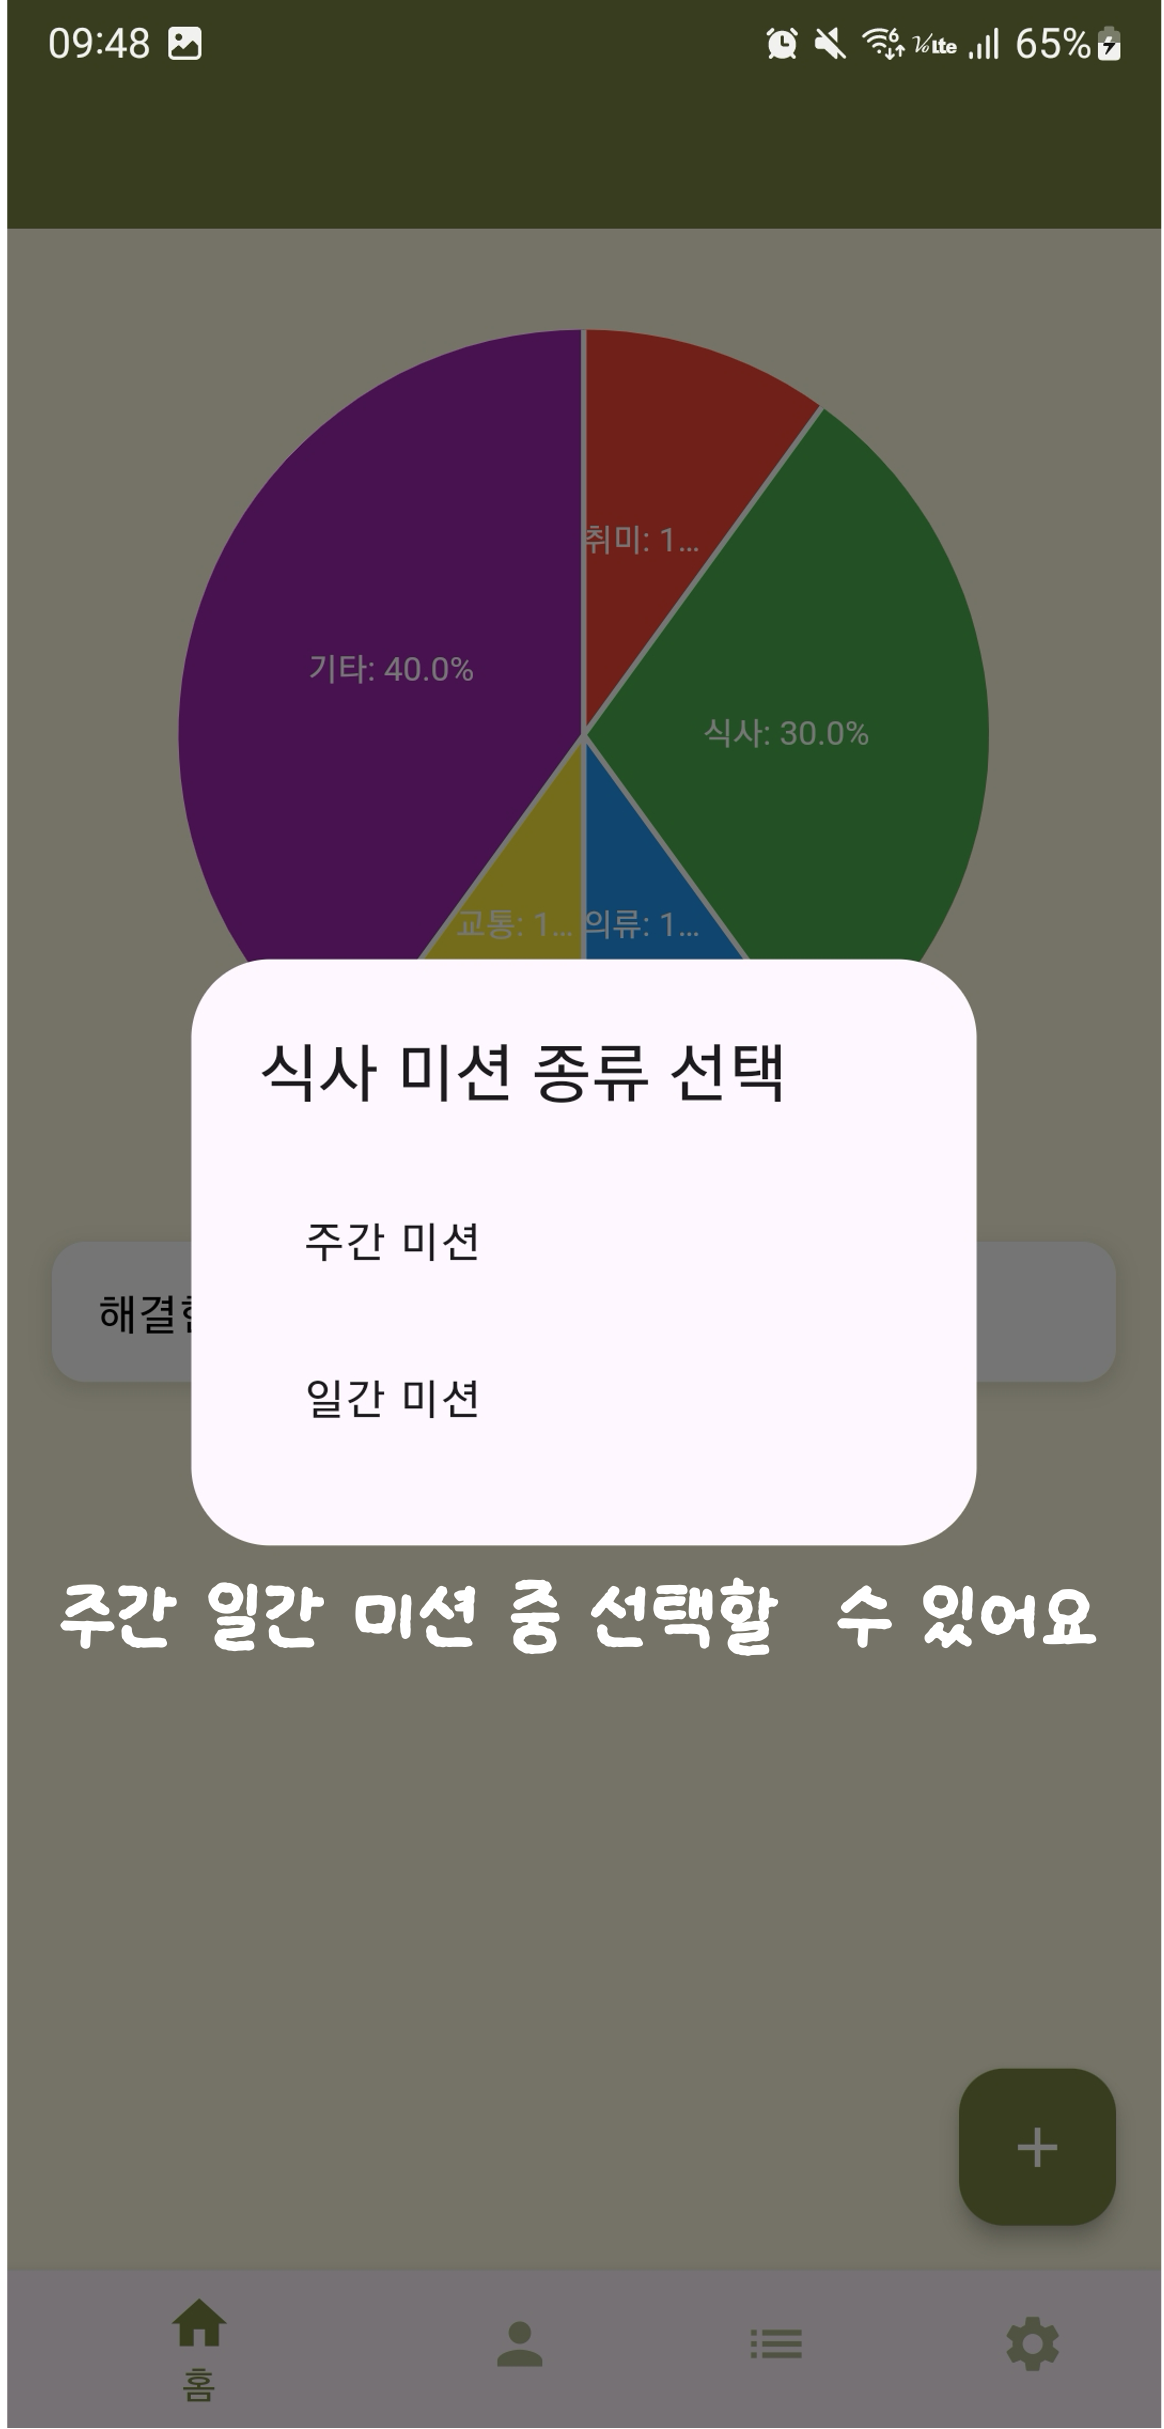 09:48 65%
취미: 1...
기타: 40.0%
식사: 30.0%
교통: 1... 의류: 1...
식사 미션 종류 선택
주간 미션
해결한
일간 미션
주간 일간 미션 중 선택할 수 있어요
+
홈